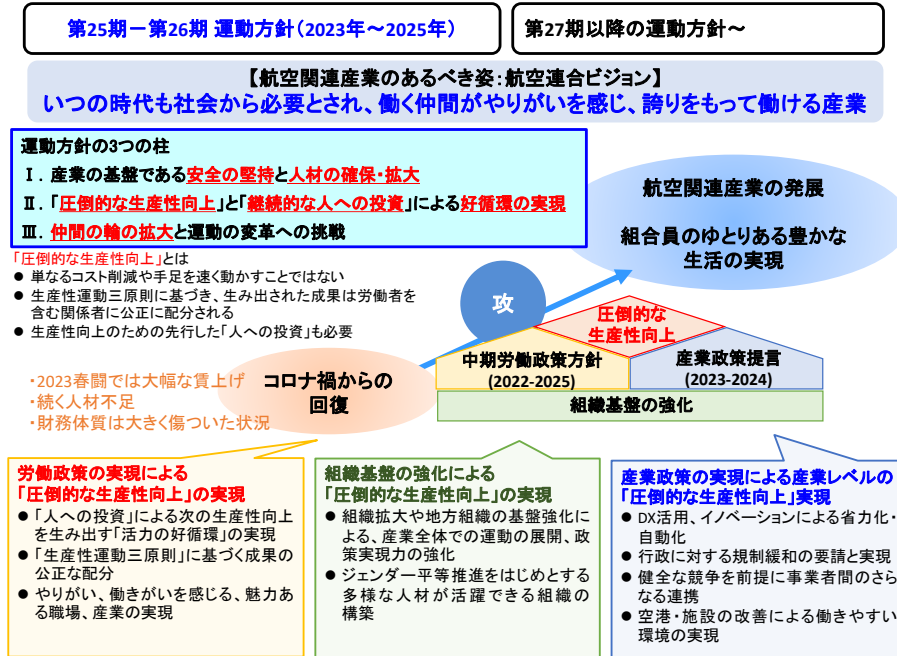 第25期－第26期 運動方針（2023年～2025年）
第27期以降の運動方針～
【航空関連産業のあるべき姿：航空連合ビジョン】
いつの時代も社会から必要とされ、働く仲間がやりがいを感じ、誇りをもって働ける産業
運動方針の3つの柱
Ⅰ．産業の基盤である安全の堅持と人材の確保・拡大
Ⅱ．「圧倒的な生産性向上」と「継続的な人への投資」による好循環の実現
Ⅲ．仲間の輪の拡大と運動の変革への挑戦
「圧倒的な生産性向上」とは
● 単なるコスト削減や手足を速く動かすことではない
● 生産性運動三原則に基づき、生み出された成果は労働者を
含む関係者に公正に配分される
● 生産性向上のための先行した「人への投資」も必要
航空関連産業の発展
組合員のゆとりある豊かな
生活の実現
攻
圧倒的な
生産性向上
中期労働政策方針
(2022-2025)
産業政策提言
(2023-2024)
組織基盤の強化
コロナ禍からの
回復
・2023春闘では大幅な賃上げ
・続く人材不足
・財務体質は大きく傷ついた状況
労働政策の実現による
「圧倒的な生産性向上」の実現
● 「人への投資」による次の生産性向上
を生み出す「活力の好循環」の実現
● 「生産性運動三原則」に基づく成果の
公正な配分
● やりがい、働きがいを感じる、魅力あ
る職場、産業の実現
組織基盤の強化による
「圧倒的な生産性向上」の実現
● 組織拡大や地方組織の基盤強化によ
る、産業全体での運動の展開、政
策実現力の強化
● ジェンダー平等推進をはじめとする
多様な人材が活躍できる組織の
構築
産業政策の実現による産業レベルの
「圧倒的な生産性向上」実現
● DX活用、イノベーションによる省力化・
自動化
● 行政に対する規制緩和の要請と実現
● 健全な競争を前提に事業者間のさら
なる連携
● 空港・施設の改善による働きやすい
環境の実現